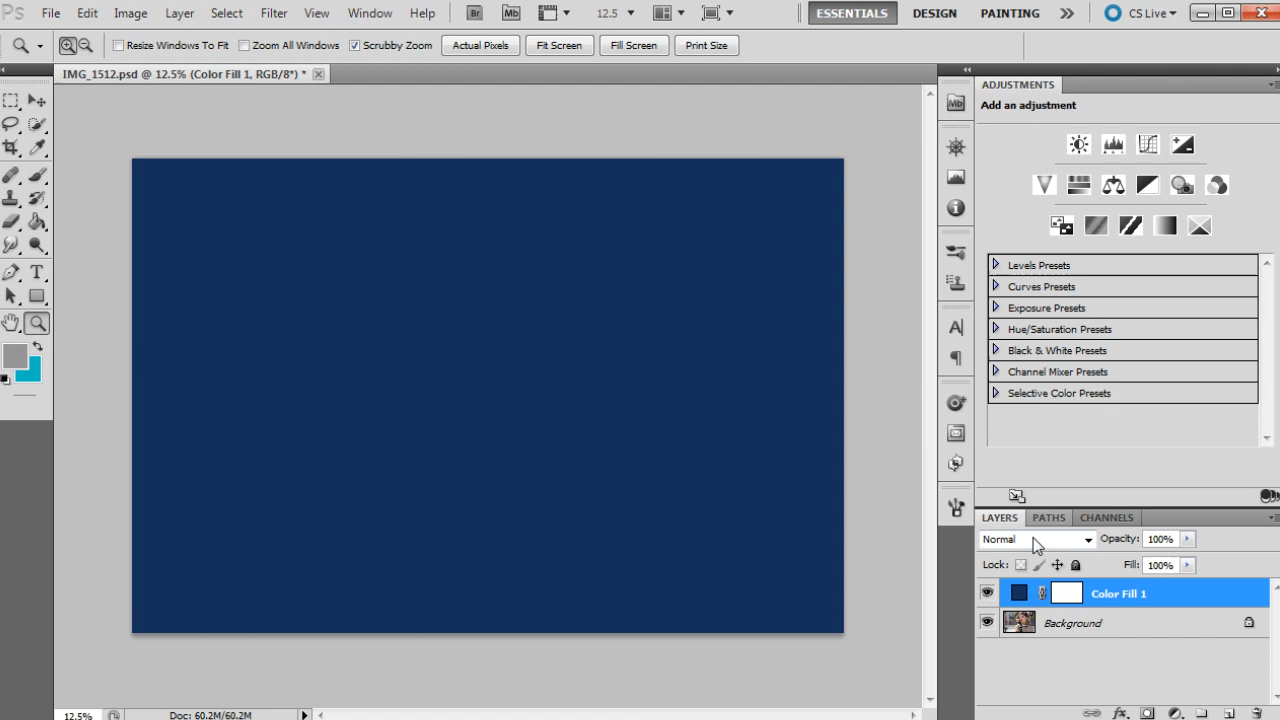 Ps File Edit Image Layer Select Filter View Window Help Br Mb 12.5 ESSENTIALS DESIGN PAINTING CS Live
Resize Windows To Fit Zoom All Windows Scrubby Zoom Actual Pixels Fit Screen Fill Screen Print Size
IMG_1512.psd @ 12.5% (Color Fill 1, RGB/8*) *
ADJUSTMENTS
Mb
Add an adjustment
Levels Presets
Curves Presets
Exposure Presets
Hue/Saturation Presets
Black & White Presets
Channel Mixer Presets
Selective Color Presets
LAYERS PATHS CHANNELS
Normal Opacity: 100%
Lock: Fill: 100%
Color Fill 1
Background
12.5% Doc: 60.2M/60.2M